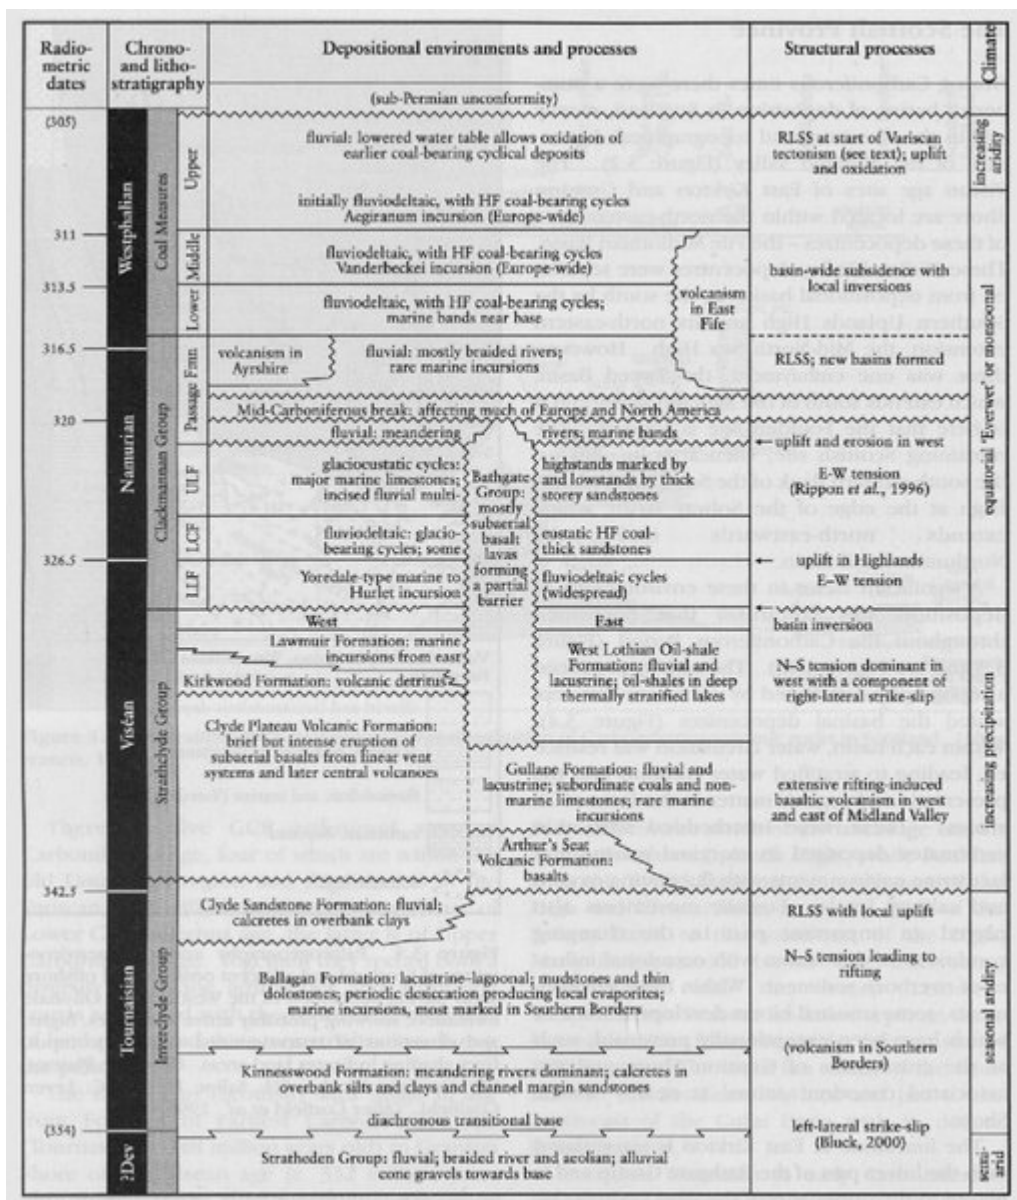 Radio-
metric
dates
Chrono-
and litho-
stratigraphy
Depositional environments and processes
Structural processes
Climate
(sub-Permian unconformity)
(305)
311
313.5
316.5
320
326.5
342.5
(354)
Westphalian
Namurian
Viséan
Tournaisian
?Dev
Coal Measures
Clackmannan Group
Strathclyde Group
Inverclyde Group
Upper
Middle
Lower
Passage Fmn
ULF
LCF
LLF
fluvial: lowered water table allows oxidation of
earlier coal-bearing cyclical deposits
initially fluviodeltaic, with HF coal-bearing cycles
Aegiranum incursion (Europe-wide)
fluviodeltaic, with HF coal-bearing cycles
Vanderbeckei incursion (Europe-wide)
fluviodeltaic, with HF coal-bearing cycles;
marine bands near base
volcanism
in East
Fife
volcanism in
Ayrshire
fluvial: mostly braided rivers;
rare marine incursions
Mid-Carboniferous break: affecting much of Europe and North America
fluvial: meandering
rivers; marine bands
glacioeustatic cycles:
major marine limestones;
incised fluvial multi-
highstands marked by
and lowstands by thick
storey sandstones
fluviodeltaic: glacio-
bearing cycles; some
eustatic HF coal-
thick sandstones
Yoredale-type marine to
Hurlet incursion
fluviodeltaic cycles
(widespread)
Bathgate
Group:
mostly
subaerial
basalt
lavas
forming
a partial
barrier
West
East
Lawmuir Formation: marine
incursions from east
Kirkwood Formation: volcanic detritus
Clyde Plateau Volcanic Formation:
brief but intense eruption of
subaerial basalts from linear vent
systems and later central volcanoes
West Lothian Oil-shale
Formation: fluvial and
lacustrine; oil-shales in deep
thermally stratified lakes
Gullane Formation: fluvial and
lacustrine; subordinate coals and non-
marine limestones; rare marine
incursions
Arthur's Seat
Volcanic Formation:
basalts
Clyde Sandstone Formation: fluvial;
calcretes in overbank clays
Ballagan Formation: lacustrine–lagoonal; mudstones and thin
dolostones; periodic desiccation producing local evaporites;
marine incursions, most marked in Southern Borders
Kinnesswood Formation: meandering rivers dominant; calcretes in
overbank silts and clays and channel margin sandstones
diachronous transitional base
Stratheden Group: fluvial; braided river and aeolian; alluvial
cone gravels towards base
RLSS at start of Variscan
tectonism (see text); uplift
and oxidation
basin-wide subsidence with
local inversions
RLSS; new basins formed
uplift and erosion in west
E-W tension
(Rippon et al., 1996)
uplift in Highlands
E–W tension
basin inversion
N–S tension dominant in
west with a component of
right-lateral strike-slip
extensive rifting-induced
basaltic volcanism in west
and east of Midland Valley
RLSS with local uplift
N–S tension leading to
rifting
(volcanism in Southern
Borders)
left-lateral strike-slip
(Bluck, 2000)
increasing
aridity
equatorial 'Everwet' or monsoonal
increasing precipitation
seasonal aridity
semi-
arid